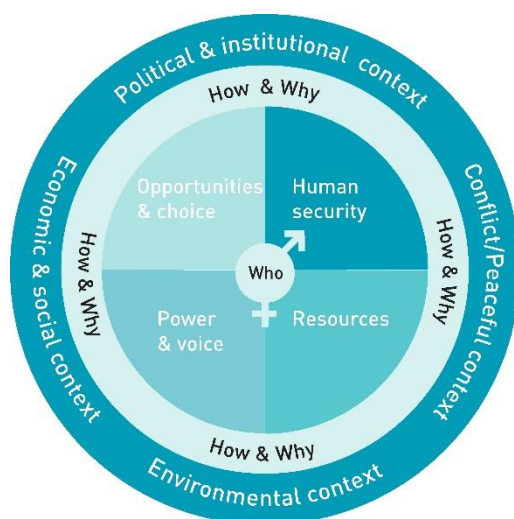 Political & institutional context
How & Why
Economic & social context
How & Why
Opportunities
& choice
Human
security
How & Why
Conflict/Peaceful context
Who
Power
& voice
Resources
How & Why
Environmental context